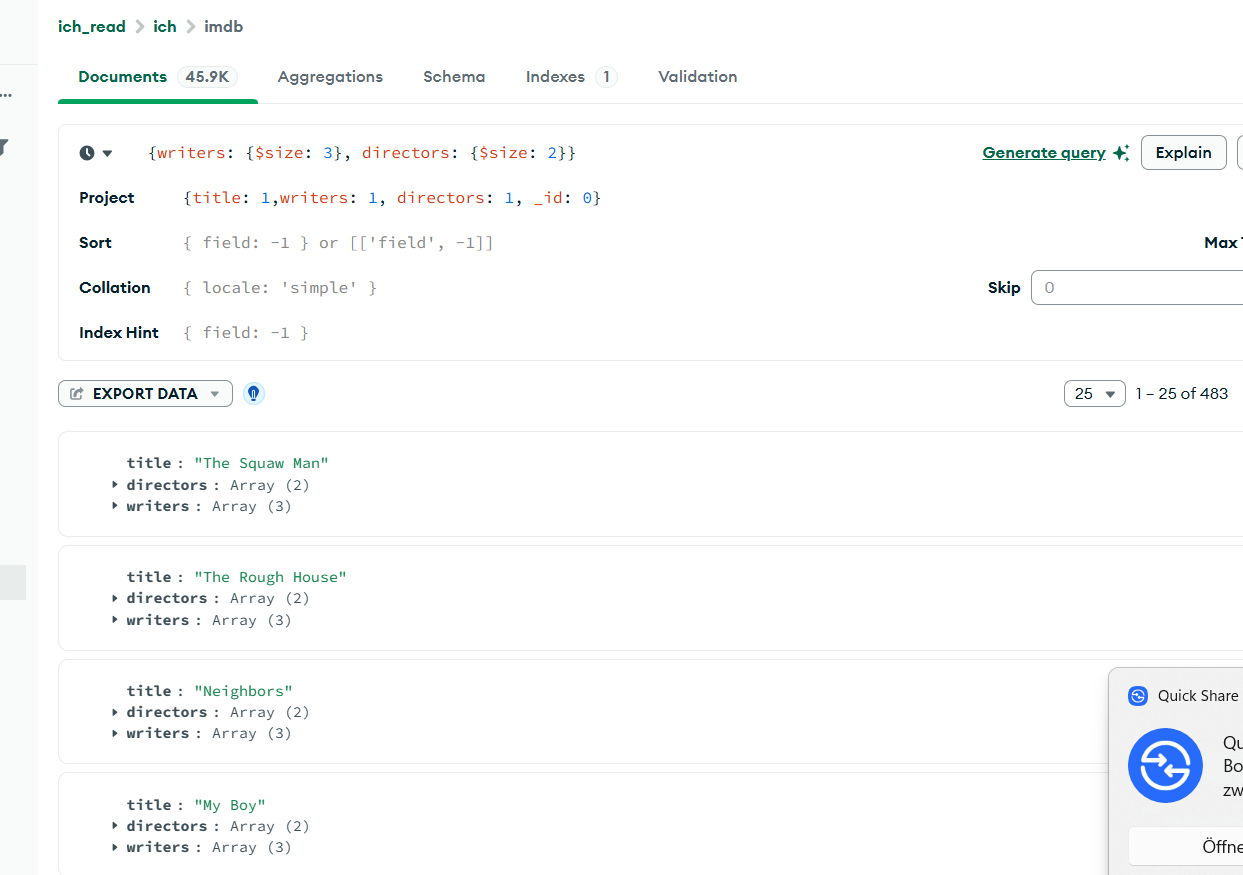 ich_read > ich > imdb
Documents 45.9K Aggregations Schema Indexes 1 Validation
{writers: {$size: 3}, directors: {$size: 2}} Generate query Explain
Project {title: 1,writers: 1, directors: 1, _id: 0}
Sort { field: -1 } or [['field', -1]] Max
Collation { locale: 'simple' } Skip 0
Index Hint { field: -1 }
EXPORT DATA 25 1 – 25 of 483
title : "The Squaw Man"
directors : Array (2)
writers : Array (3)
title : "The Rough House"
directors : Array (2)
writers : Array (3)
title : "Neighbors"
directors : Array (2)
writers : Array (3)
title : "My Boy"
directors : Array (2)
writers : Array (3)
Quick Share
Qu
Bo
zw
Öffne